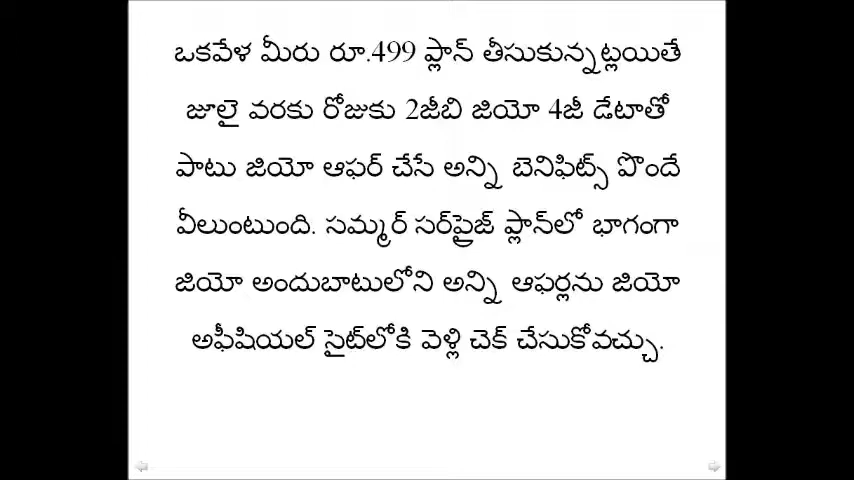 ఒకవేళ మీరు రూ.499 ప్లాన్ తీసుకున్నట్లయితే
జూలై వరకు రోజుకు 2జీబి జియో 4జీ డేటాతో
పాటు జియో ఆఫర్ చేసే అన్ని బెనిఫిట్స్ పొందే
వీలుంటుంది. సమ్మర్ సర్‌ప్రైజ్ ప్లాన్‌లో భాగంగా
జియో అందుబాటులోని అన్ని ఆఫర్లను జియో
అఫీషియల్ సైట్‌లోకి వెళ్లి చెక్ చేసుకోవచ్చు.